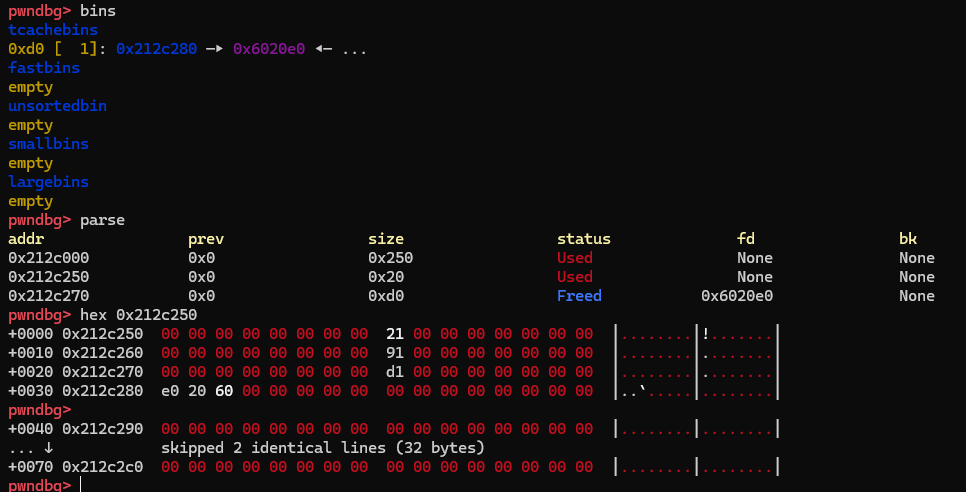 pwndbg> bins
tcachebins
0xd0 [  1]: 0x212c280 —▸ 0x6020e0 ◂— ...
fastbins
empty
unsortedbin
empty
smallbins
empty
largebins
empty
pwndbg> parse
addr                prev                size                 status               fd                bk
0x212c000           0x0                 0x250                Used                None              None
0x212c250           0x0                 0x20                 Used                None              None
0x212c270           0x0                 0xd0                 Freed           0x6020e0              None
pwndbg> hex 0x212c250
+0000 0x212c250  00 00 00 00 00 00 00 00  21 00 00 00 00 00 00 00  |........|!.......|
+0010 0x212c260  00 00 00 00 00 00 00 00  91 00 00 00 00 00 00 00  |........|........|
+0020 0x212c270  00 00 00 00 00 00 00 00  d1 00 00 00 00 00 00 00  |........|........|
+0030 0x212c280  e0 20 60 00 00 00 00 00  00 00 00 00 00 00 00 00  |..`.....|........|
pwndbg>
+0040 0x212c290  00 00 00 00 00 00 00 00  00 00 00 00 00 00 00 00  |........|........|
... ↓            skipped 2 identical lines (32 bytes)
+0070 0x212c2c0  00 00 00 00 00 00 00 00  00 00 00 00 00 00 00 00  |........|........|
pwndbg>